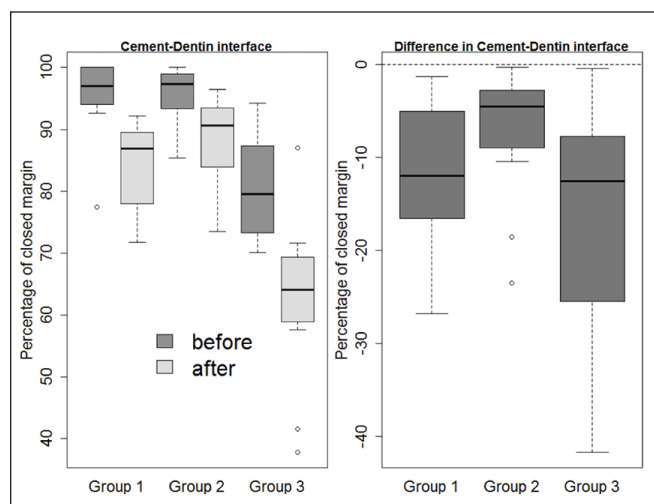 Cement-Dentin interface
Percentage of closed margin
100
90
80
70
60
50
40
before
after
Group 1 Group 2 Group 3
Difference in Cement-Dentin interface
Percentage of closed margin
0
-10
-20
-30
-40
Group 1 Group 2 Group 3